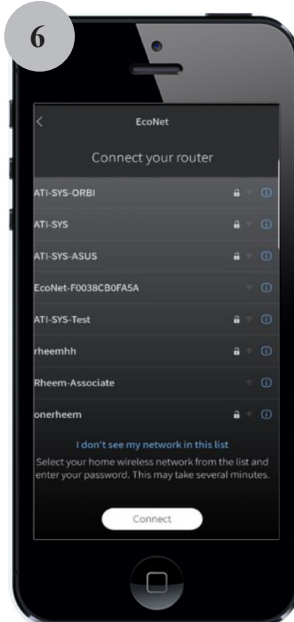 6
EcoNet
Connect your router
ATI-SYS-ORBI
ATI-SYS
ATI-SYS-ASUS
EcoNet-F0038CB0FA5A
ATI-SYS-Test
rheemhh
Rheem-Associate
onerheem
I don't see my network in this list
Select your home wireless network from the list and
enter your password. This may take several minutes.
Connect